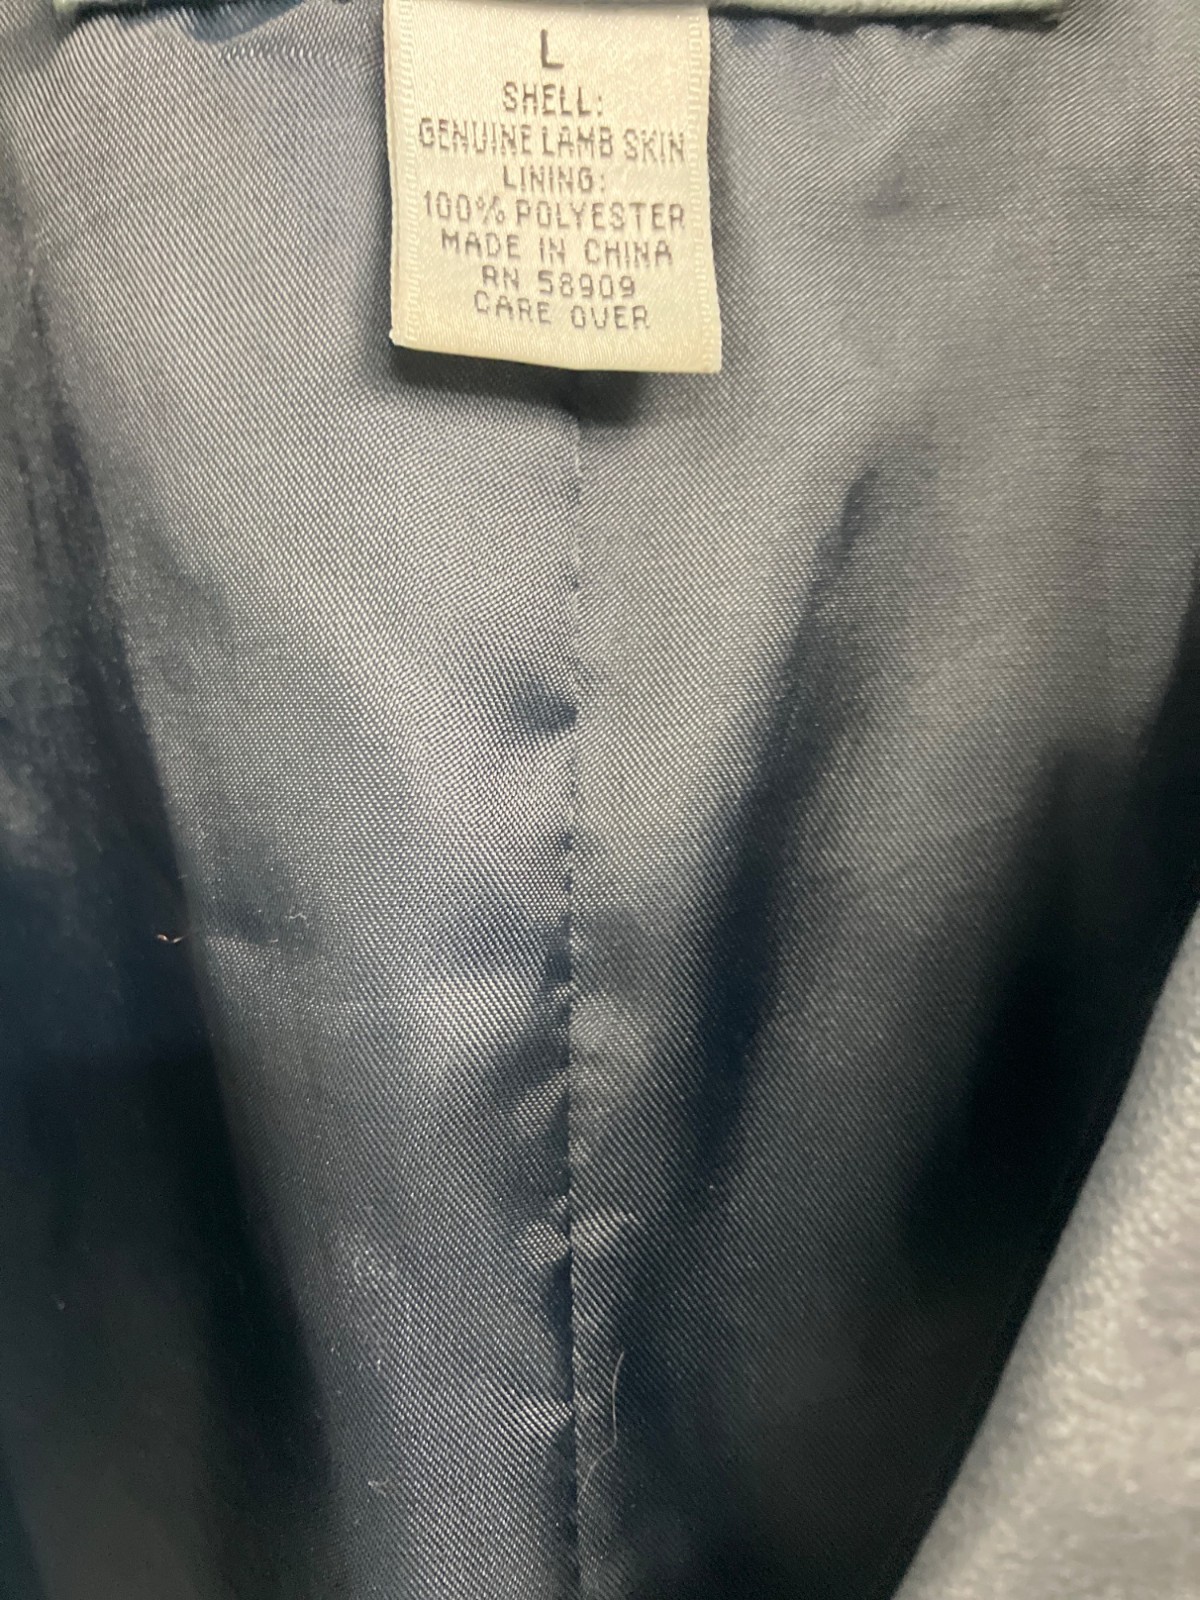 L
SHELL:
GENUINE LAMB SKIN
LINING:
100% POLYESTER
MADE IN CHINA
RN 58909
CARE OVER